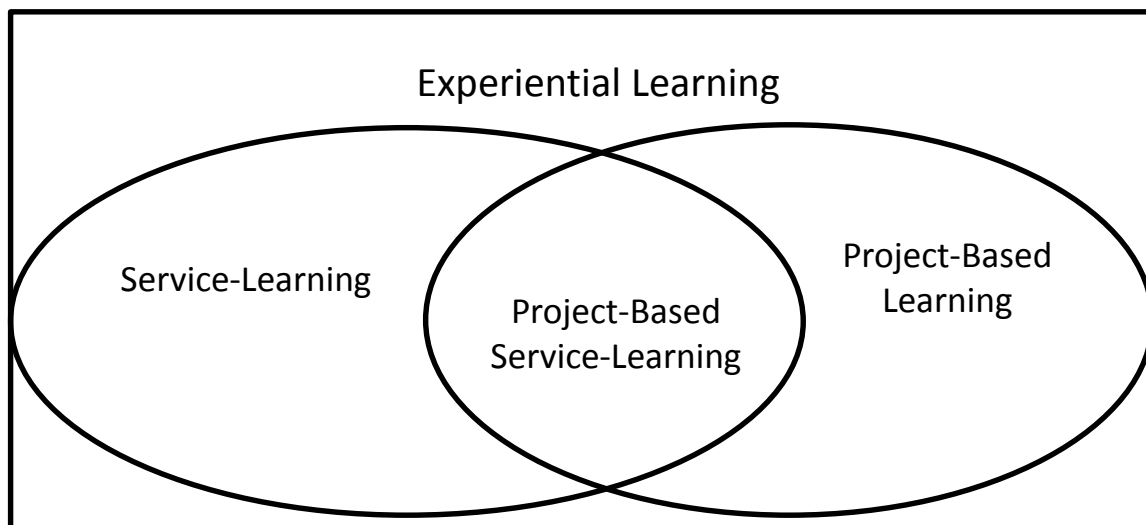 Experiential Learning
Service-Learning
Project-Based
Service-Learning
Project-Based
Learning